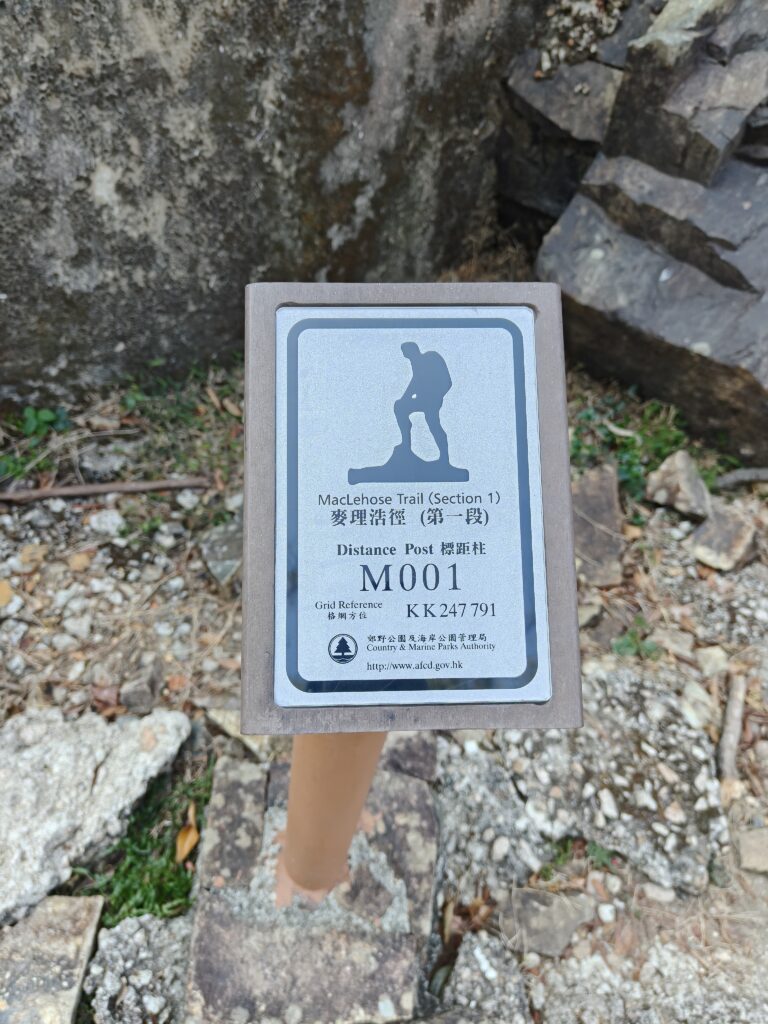 MacLehose Trail (Section 1)
麥理浩徑 (第一段)
Distance Post 標距柱
M001
Grid Reference KK 247 791
格網方位
郊野公園及海岸公園管理局
Country & Marine Parks Authority
http://www.afcd.gov.hk